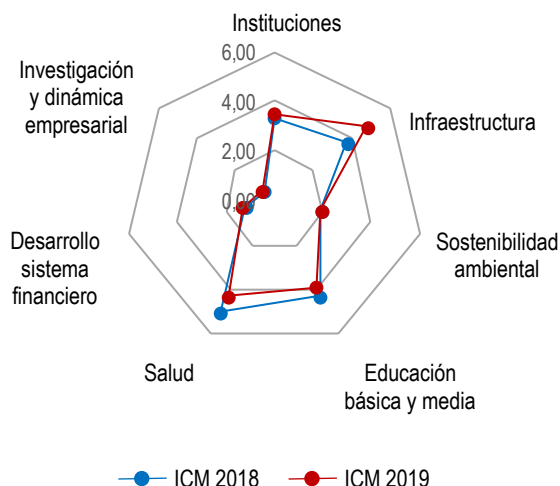 Instituciones
6,00
4,00
2,00
0,00
Infraestructura
Sostenibilidad
ambiental
Educación
básica y media
Salud
Desarrollo
sistema
financiero
Investigación
y dinámica
empresarial
ICM 2018
ICM 2019